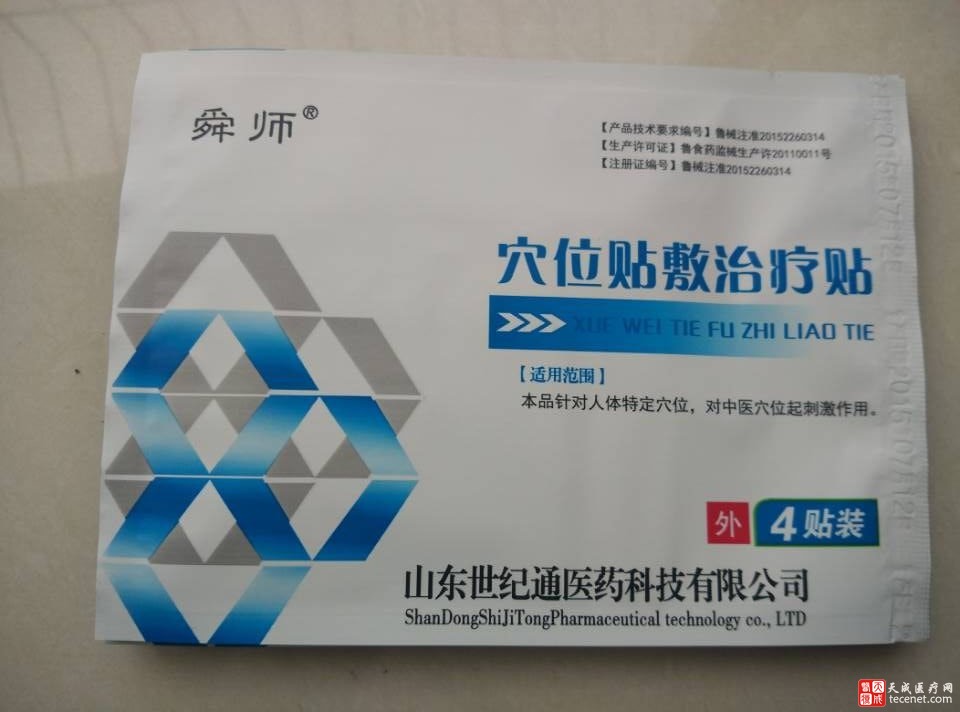 舜师®
【产品技术要求编号】鲁械注准20152260314
【生产许可证】鲁食药监械生产许20110011号
【注册证编号】鲁械注准20152260314
穴位贴敷治疗贴
XUE WEI TIE FU ZHI LIAO TIE
【适用范围】
本品针对人体特定穴位，对中医穴位起刺激作用。
外 4贴装
山东世纪通医药科技有限公司
ShanDongShiJiTongPharmaceutical technology co., LTD
天成医疗网
tecenet.com